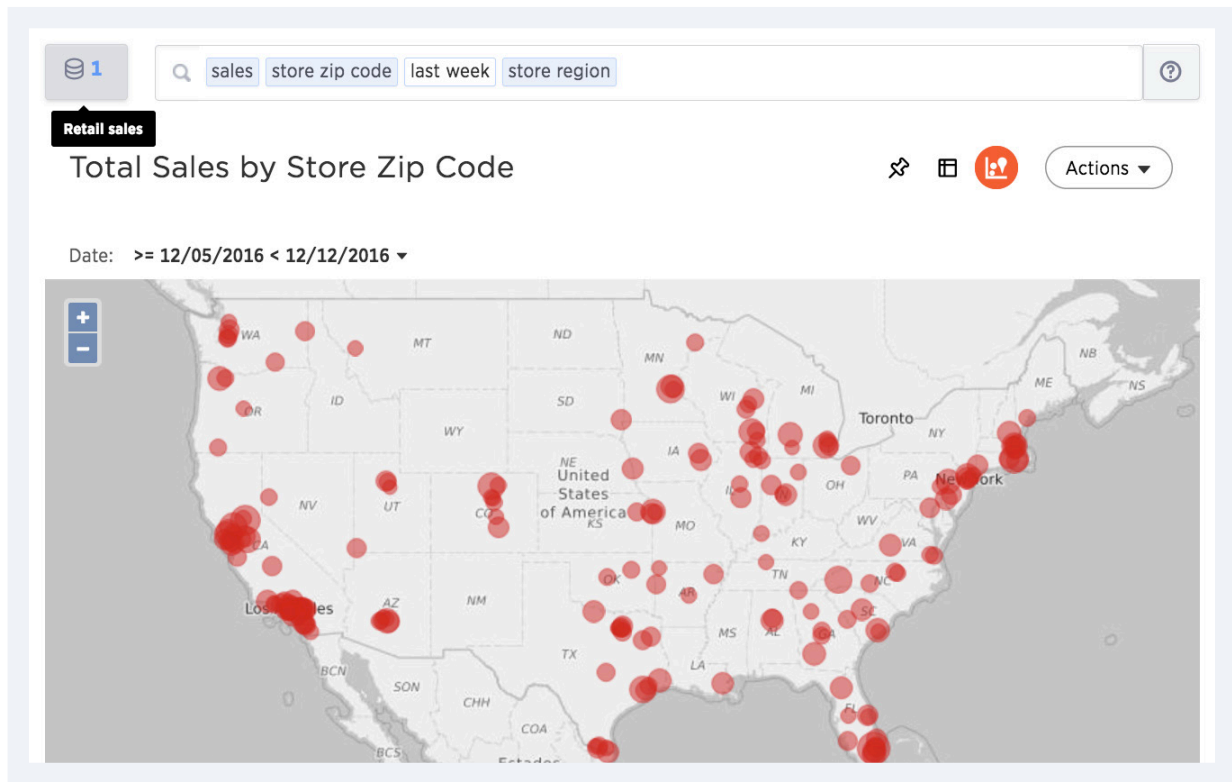 1
sales store zip code last week store region
Retail sales
Total Sales by Store Zip Code
Actions
Date: >= 12/05/2016 < 12/12/2016
+
−
WA
MT
ND
MN
NB
MI
ME
NS
WI
ID
SD
OR
Toronto
NY
WY
IA
NE
United
States
of America
KS
PA
New York
OH
NV
UT
CO
MO
WV
VA
CA
KY
OK
TN
NC
AR
Los Angeles
AZ
NM
SC
MS
AL
GA
TX
LA
BCN
SON
CHH
FL
COA
BCS
Estados